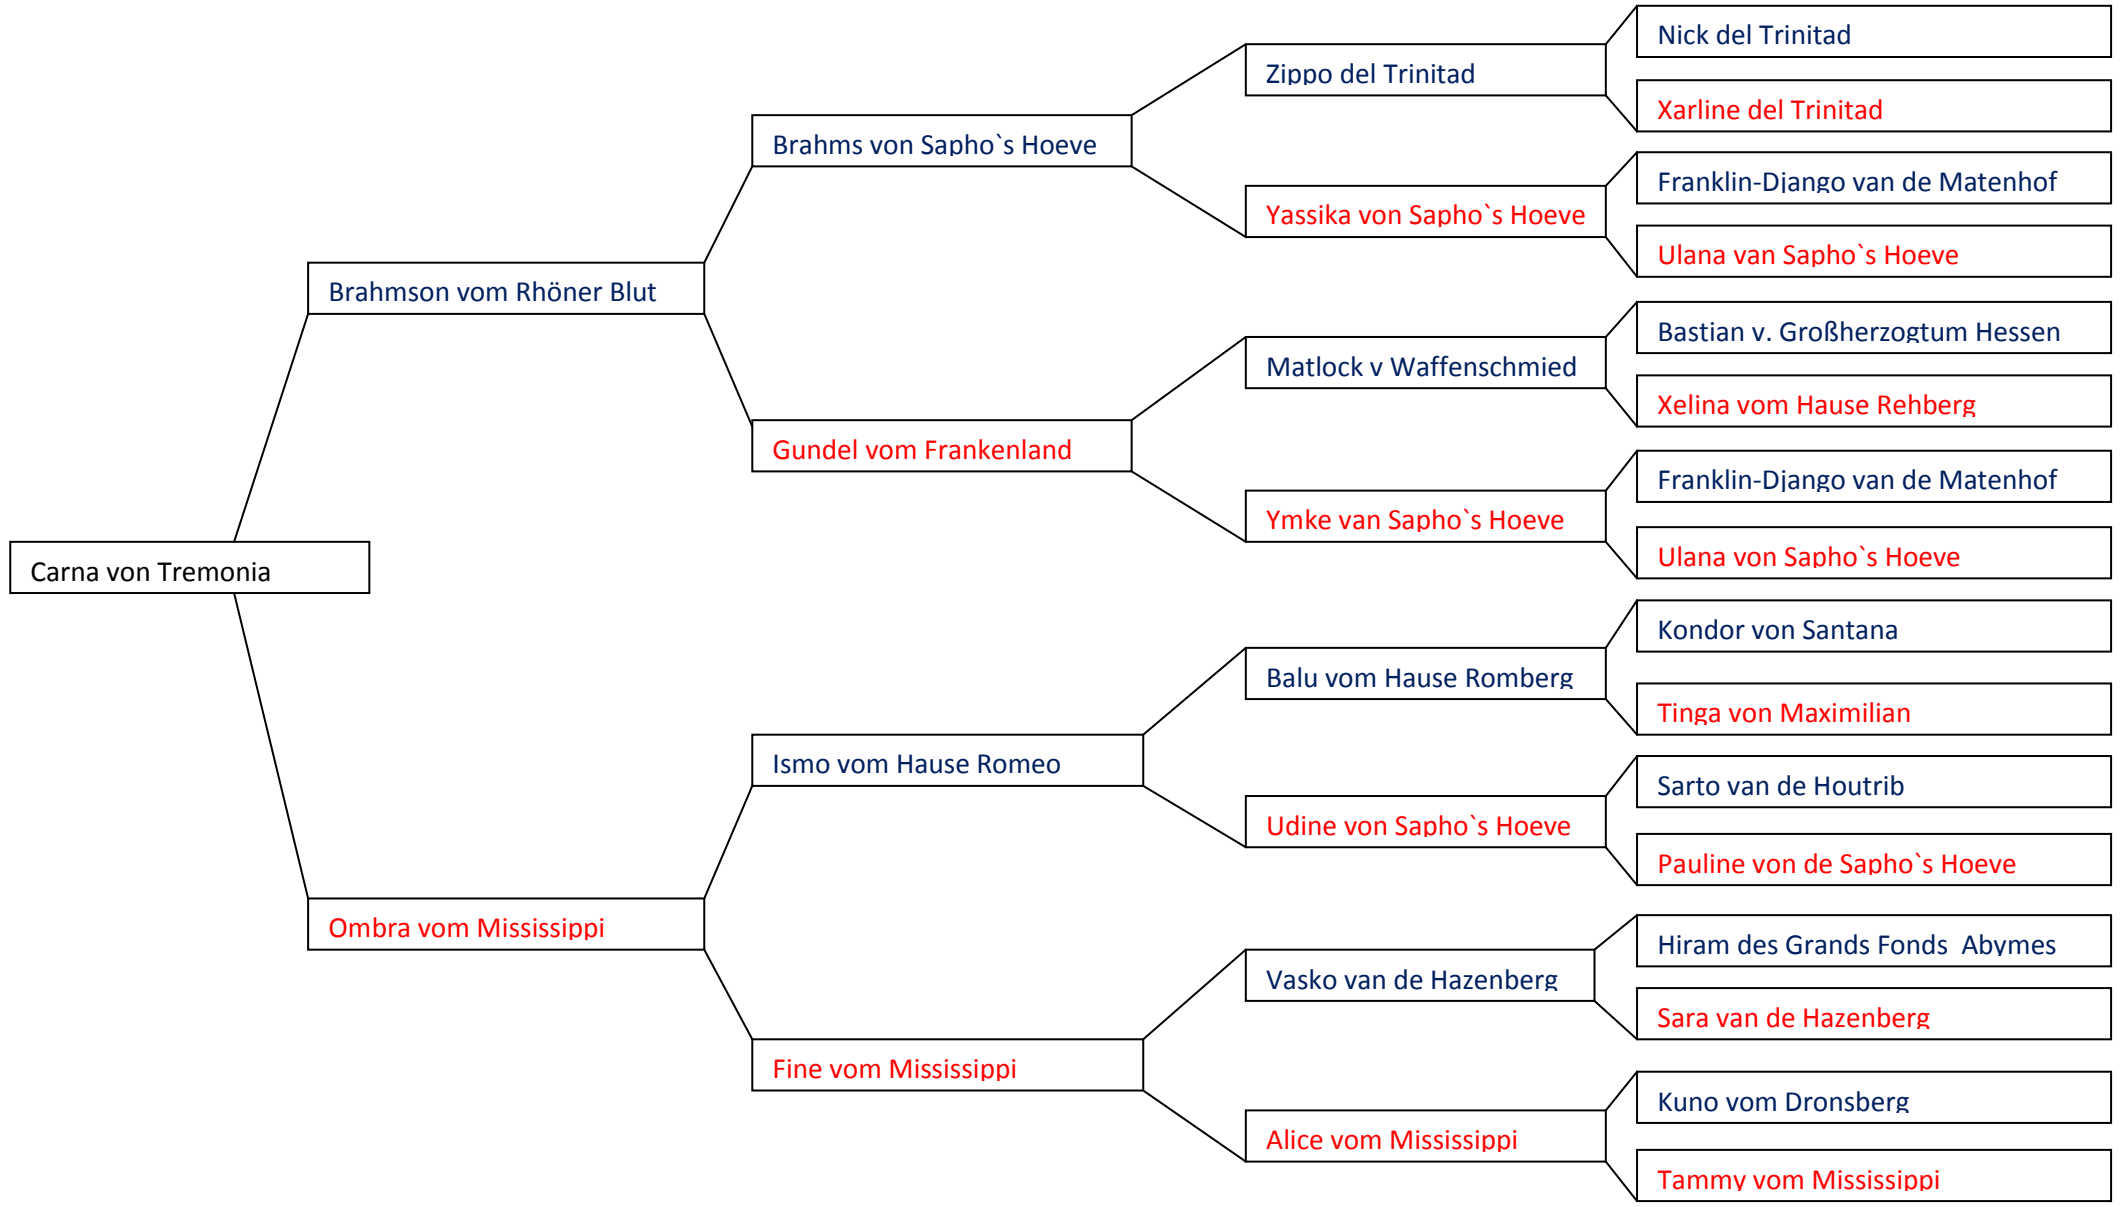 Nick del Trinitad
Zippo del Trinitad
Xarline del Trinitad
Brahms von Sapho`s Hoeve
Franklin-Django van de Matenhof
Yassika von Sapho`s Hoeve
Ulana van Sapho`s Hoeve
Brahmson vom Rhöner Blut
Bastian v. Großherzogtum Hessen
Matlock v Waffenschmied
Xelina vom Hause Rehberg
Gundel vom Frankenland
Franklin-Django van de Matenhof
Ymke van Sapho`s Hoeve
Ulana von Sapho`s Hoeve
Carna von Tremonia
Kondor von Santana
Balu vom Hause Romberg
Tinga von Maximilian
Ismo vom Hause Romeo
Sarto van de Houtrib
Udine von Sapho`s Hoeve
Pauline von de Sapho`s Hoeve
Ombra vom Mississippi
Hiram des Grands Fonds  Abymes
Vasko van de Hazenberg
Sara van de Hazenberg
Fine vom Mississippi
Kuno vom Dronsberg
Alice vom Mississippi
Tammy vom Mississippi